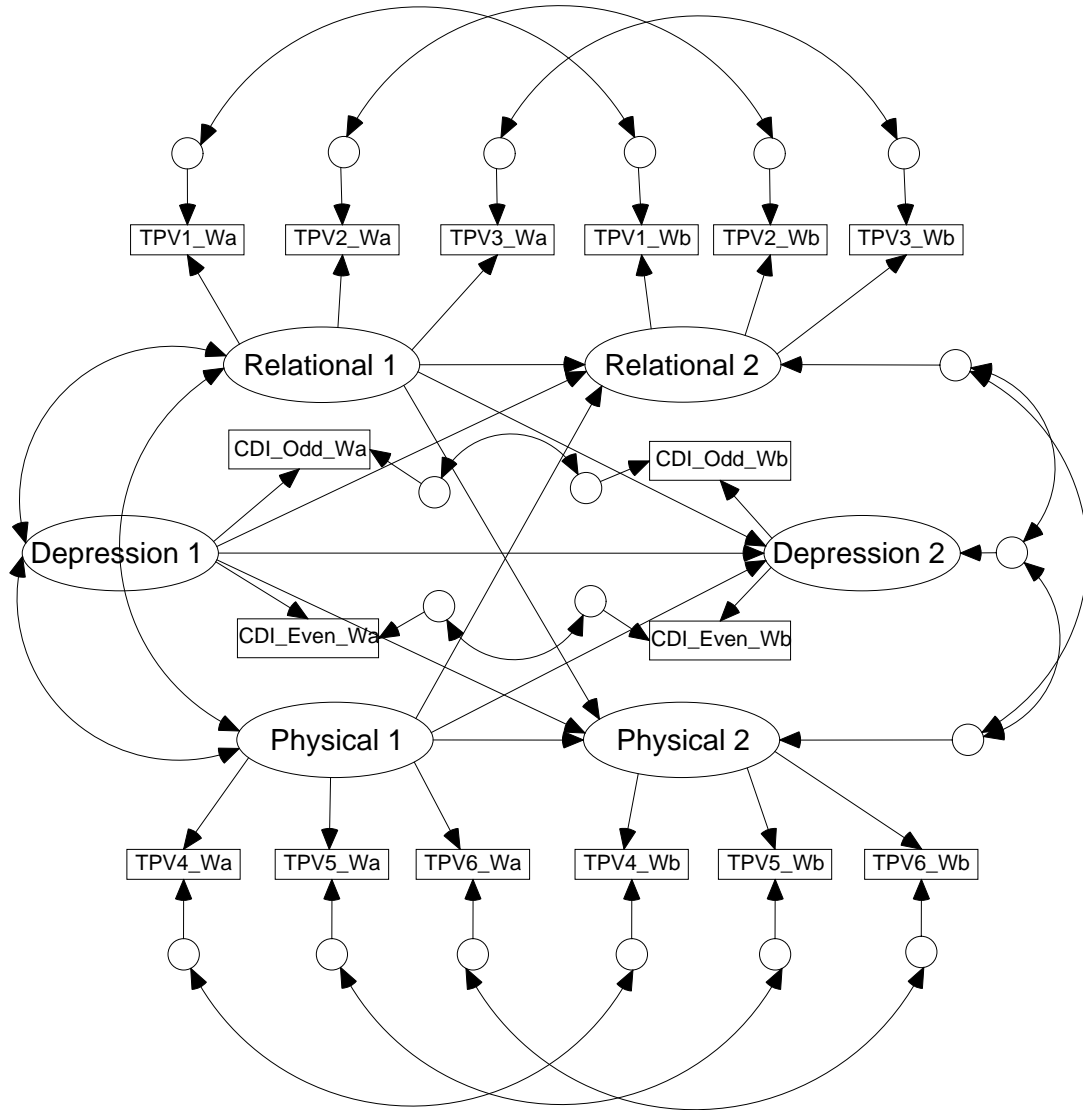 TPV1_Wa
TPV2_Wa
TPV3_Wa
TPV1_Wb
TPV2_Wb
TPV3_Wb
Relational 1
Relational 2
CDI_Odd_Wa
CDI_Odd_Wb
Depression 1
Depression 2
CDI_Even_Wa
CDI_Even_Wb
Physical 1
Physical 2
TPV4_Wa
TPV5_Wa
TPV6_Wa
TPV4_Wb
TPV5_Wb
TPV6_Wb